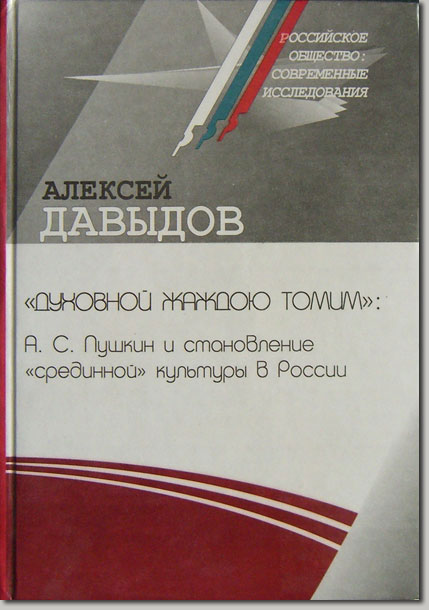 РОССИЙСКОЕ
ОБЩЕСТВО:
СОВРЕМЕННЫЕ
ИССЛЕДОВАНИЯ
АЛЕКСЕЙ
ДАВЫДОВ
«ДУХОВНОЙ ЖАЖДОЮ ТОМИМ»:
А. С. Пушкин и становление
«срединной» культуры в России